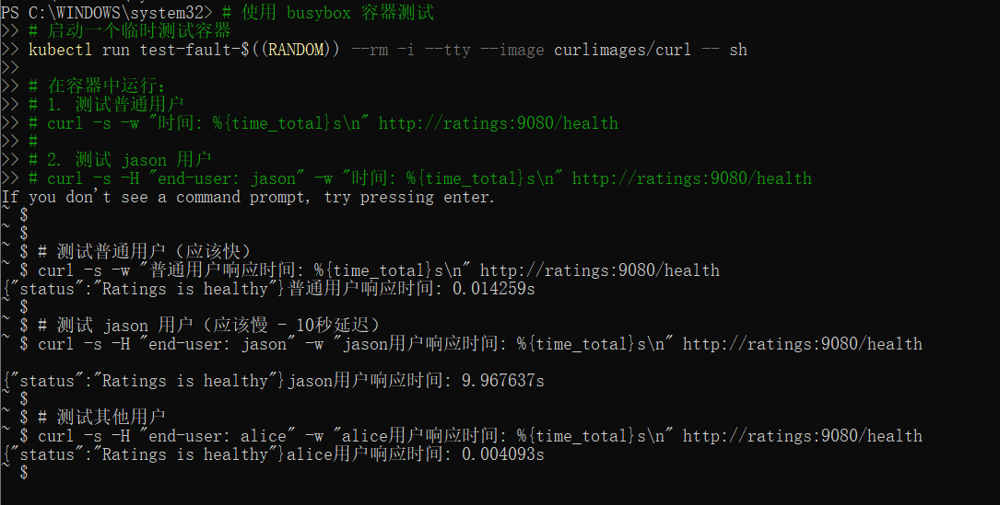 PS C:\WINDOWS\system32> # 使用 busybox 容器测试
>> # 启动一个临时测试容器
>> kubectl run test-fault-$((RANDOM)) --rm -i --tty --image curlimages/curl -- sh
>>
>> # 在容器中运行：
>> # 1. 测试普通用户
>> # curl -s -w "时间: %{time_total}s\n" http://ratings:9080/health
>> #
>> # 2. 测试 jason 用户
>> # curl -s -H "end-user: jason" -w "时间: %{time_total}s\n" http://ratings:9080/health
If you don't see a command prompt, try pressing enter.
~ $
~ $
~ $ # 测试普通用户（应该快）
~ $ curl -s -w "普通用户响应时间: %{time_total}s\n" http://ratings:9080/health
{"status":"Ratings is healthy"}普通用户响应时间: 0.014259s
~ $
~ $ # 测试 jason 用户（应该慢 - 10秒延迟）
~ $ curl -s -H "end-user: jason" -w "jason用户响应时间: %{time_total}s\n" http://ratings:9080/health
{"status":"Ratings is healthy"}jason用户响应时间: 9.967637s
~ $
~ $ # 测试其他用户
~ $ curl -s -H "end-user: alice" -w "alice用户响应时间: %{time_total}s\n" http://ratings:9080/health
{"status":"Ratings is healthy"}alice用户响应时间: 0.004093s
~ $